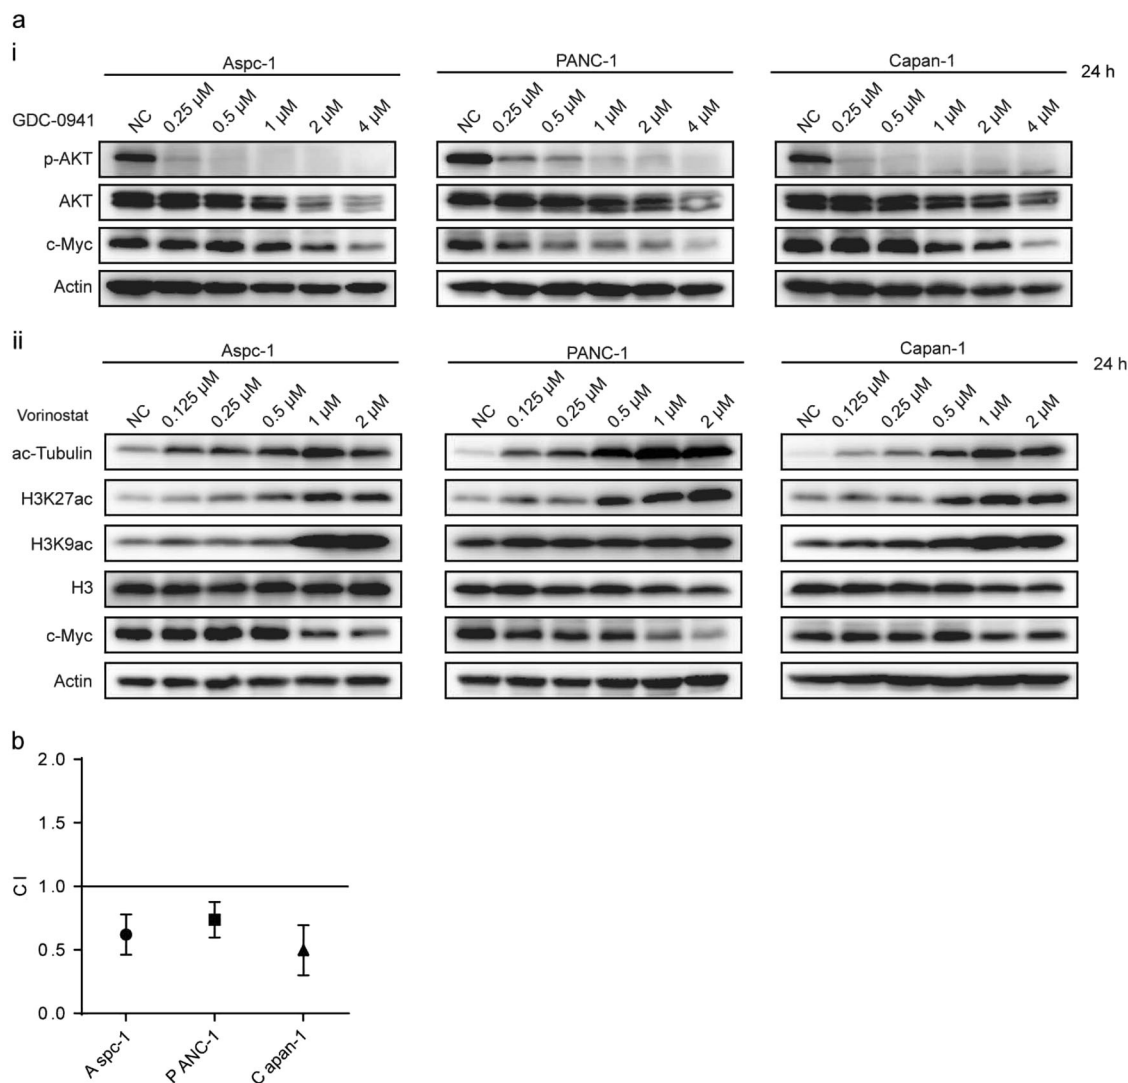 a
i
Aspc-1 PANC-1 Capan-1 24 h
GDC-0941 NC 0.25 µM 0.5 µM 1 µM 2 µM 4 µM NC 0.25 µM 0.5 µM 1 µM 2 µM 4 µM NC 0.25 µM 0.5 µM 1 µM 2 µM 4 µM
p-AKT
AKT
c-Myc
Actin
ii
Aspc-1 PANC-1 Capan-1 24 h
Vorinostat NC 0.125 µM 0.25 µM 0.5 µM 1 µM 2 µM NC 0.125 µM 0.25 µM 0.5 µM 1 µM 2 µM NC 0.125 µM 0.25 µM 0.5 µM 1 µM 2 µM
ac-Tubulin
H3K27ac
H3K9ac
H3
c-Myc
Actin
b
2.0
1.5
1.0
0.5
0.0
CI
Aspc-1 PANC-1 Capan-1